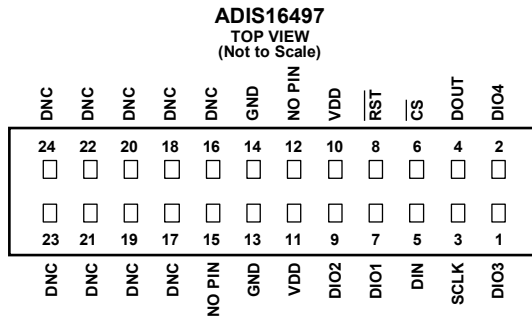 ADIS16497
TOP VIEW
(Not to Scale)
DNC DNC DNC DNC DNC GND NO PIN VDD RST CS DOUT DIO4
24 22 20 18 16 14 12 10 8 6 4 2
23 21 19 17 15 13 11 9 7 5 3 1
DNC DNC DNC DNC NO PIN GND VDD DIO2 DIO1 DIN SCLK DIO3